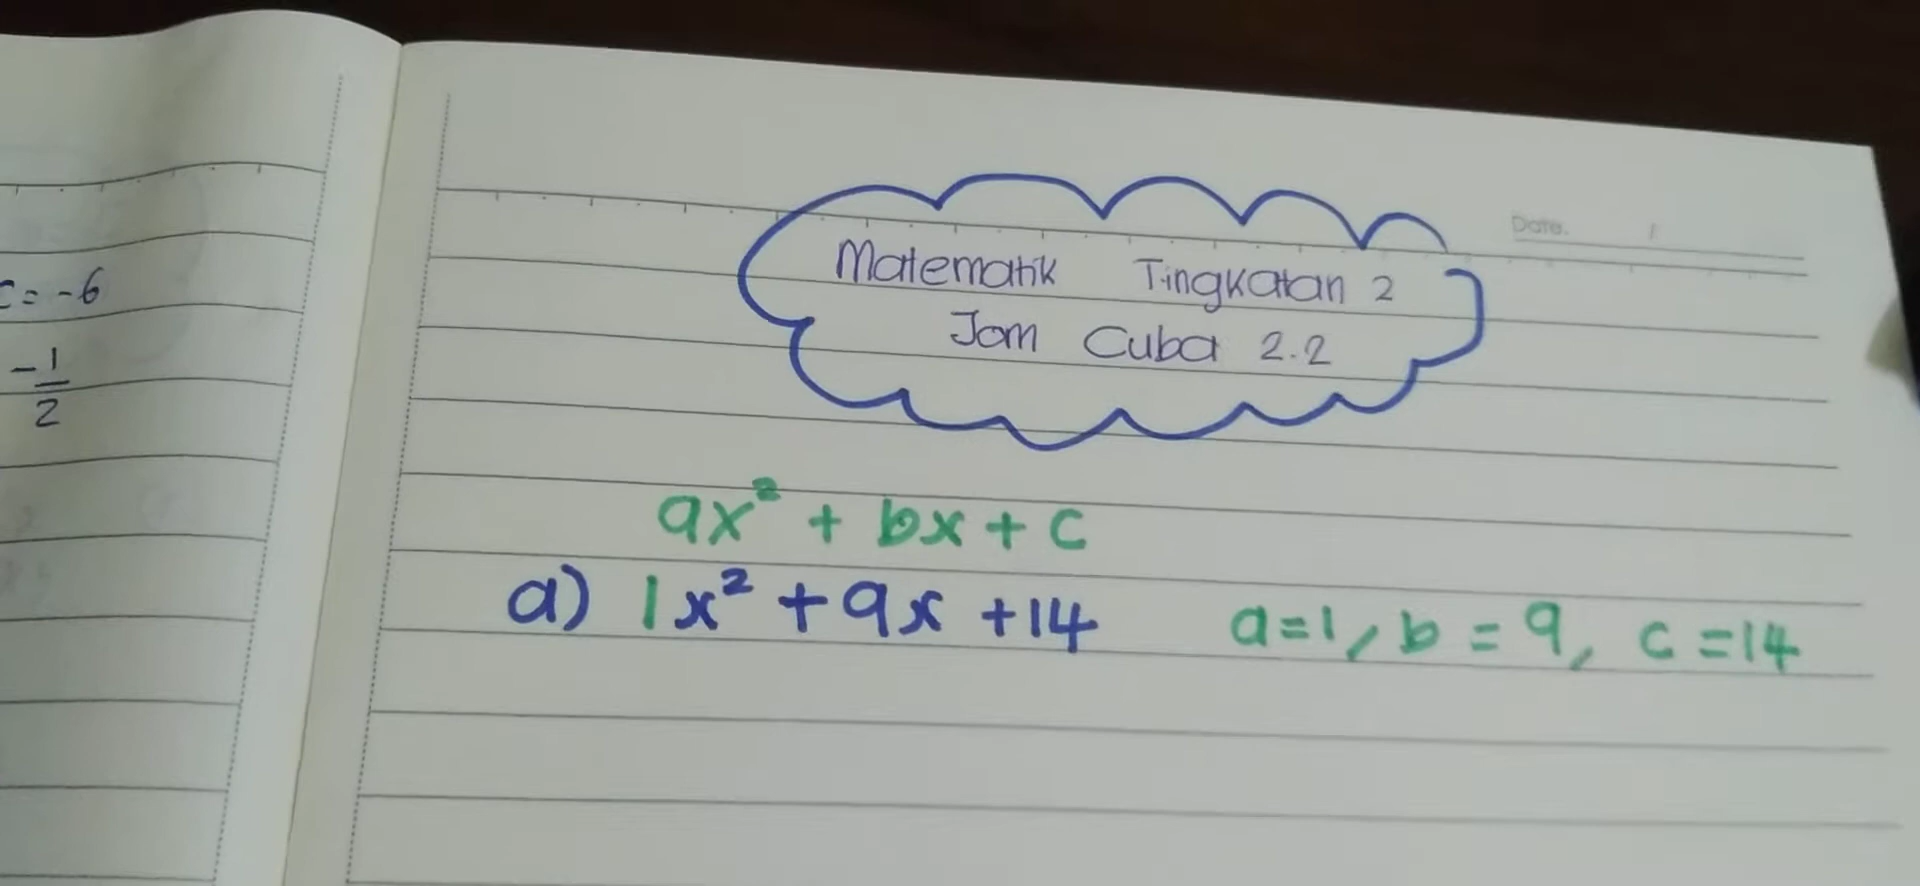 c = -6
-1/2
Date.
Matematik Tingkatan 2
Jom Cuba 2.2
ax² + bx + c
a) 1x² + 9x + 14 a=1, b = 9, c = 14